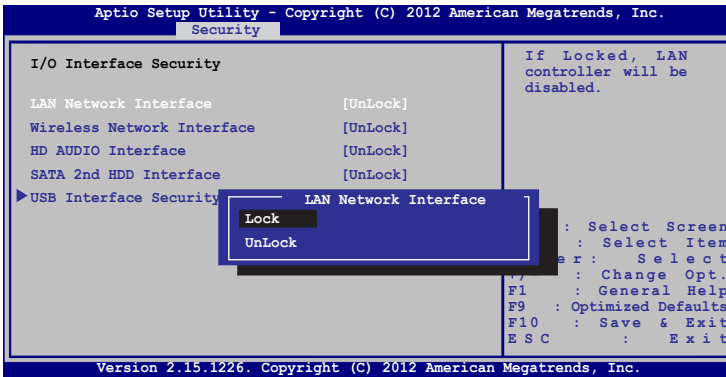 Aptio Setup Utility - Copyright (C) 2012 American Megatrends, Inc.
Security
I/O Interface Security
LAN Network Interface [UnLock]
Wireless Network Interface [UnLock]
HD AUDIO Interface [UnLock]
SATA 2nd HDD Interface [UnLock]
USB Interface Security
LAN Network Interface
Lock
UnLock
If Locked, LAN
controller will be
disabled.
: Select Screen
: Select Item
er: Select
: Change Opt.
F1 : General Help
F9 : Optimized Defaults
F10 : Save & Exit
ESC : Exit
Version 2.15.1226. Copyright (C) 2012 American Megatrends, Inc.